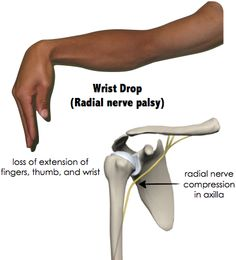 Wrist Drop
(Radial nerve palsy)
loss of extension of
fingers, thumb, and wrist
radial nerve
compression
in axilla